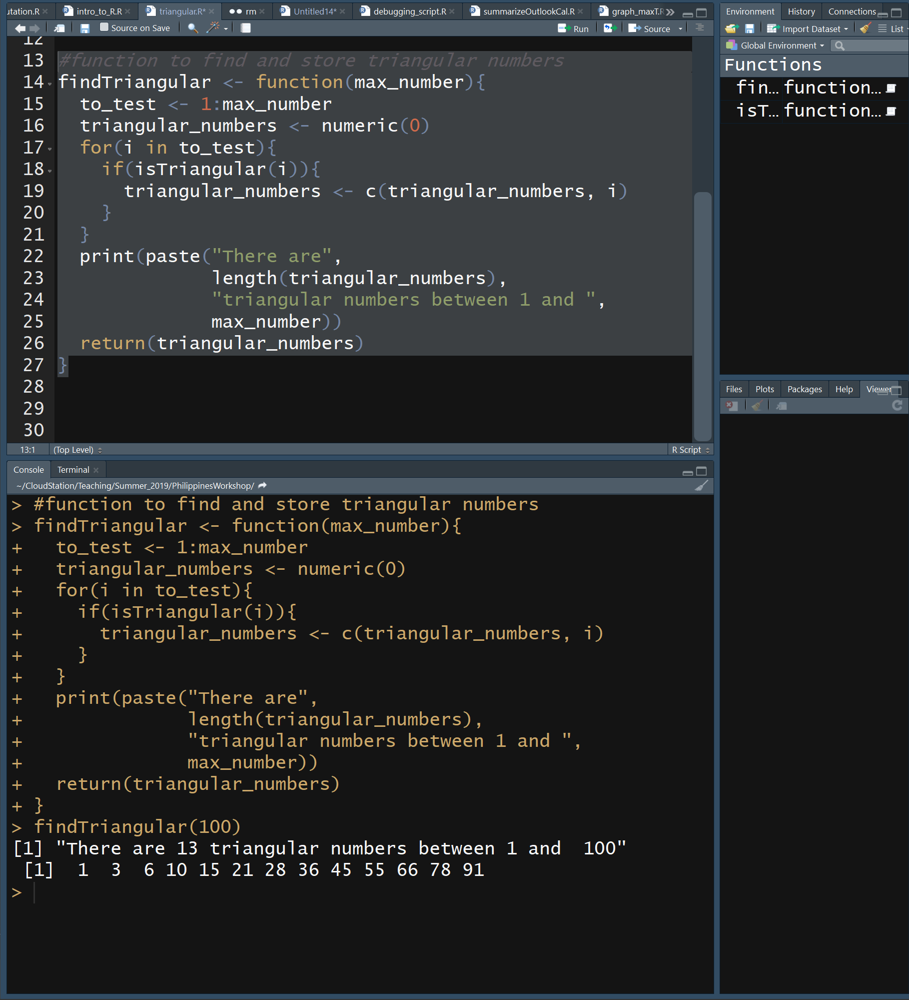 utation.R intro_to_R.R triangular.R* rm Untitled14* debugging_script.R summarizeOutlookCal.R graph_maxT.R
Source on Save Run Source
12
13 #function to find and store triangular numbers
14 findTriangular <- function(max_number){
15   to_test <- 1:max_number
16   triangular_numbers <- numeric(0)
17   for(i in to_test){
18     if(isTriangular(i)){
19       triangular_numbers <- c(triangular_numbers, i)
20     }
21   }
22   print(paste("There are",
23               length(triangular_numbers),
24               "triangular numbers between 1 and ",
25               max_number))
26   return(triangular_numbers)
27 }
28
29
30
13:1 (Top Level) R Script
Console Terminal
~/CloudStation/Teaching/Summer_2019/PhilippinesWorkshop/
> #function to find and store triangular numbers
> findTriangular <- function(max_number){
+   to_test <- 1:max_number
+   triangular_numbers <- numeric(0)
+   for(i in to_test){
+     if(isTriangular(i)){
+       triangular_numbers <- c(triangular_numbers, i)
+     }
+   }
+   print(paste("There are",
+               length(triangular_numbers),
+               "triangular numbers between 1 and ",
+               max_number))
+   return(triangular_numbers)
+ }
> findTriangular(100)
[1] "There are 13 triangular numbers between 1 and  100"
 [1]  1  3  6 10 15 21 28 36 45 55 66 78 91
>
Environment History Connections
Import Dataset List
Global Environment
Functions
fin… function…
isT… function…
Files Plots Packages Help Viewer